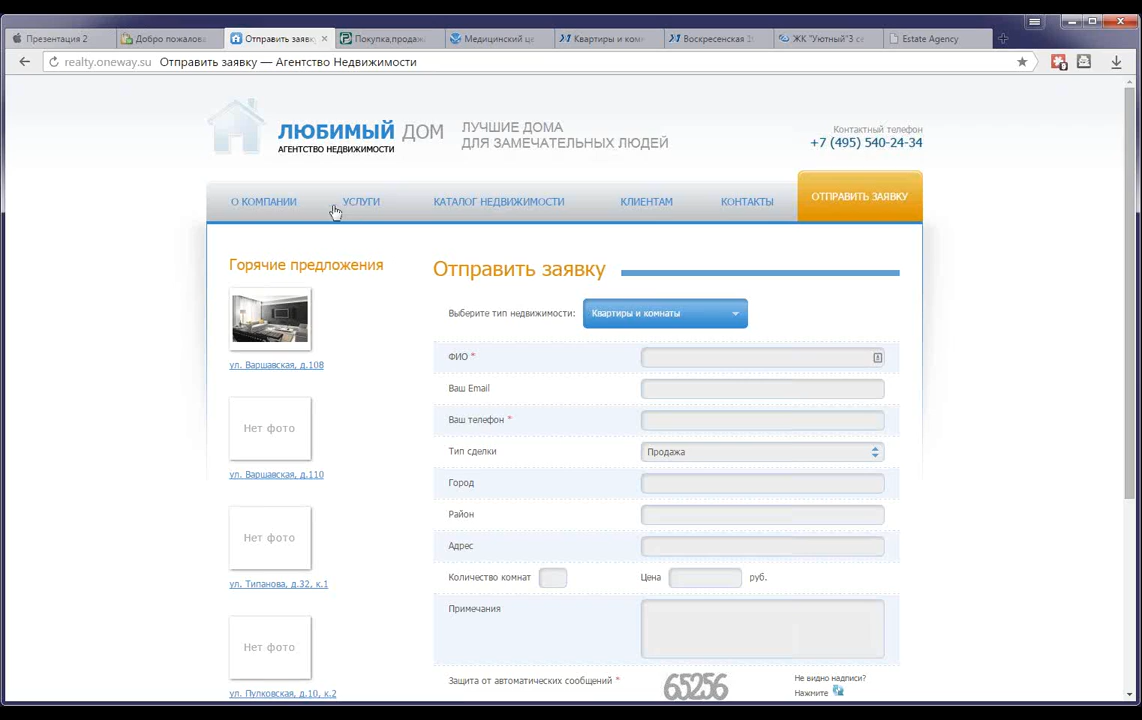 Презентация 2
Добро пожалов
Отправить заявк
Покупка,продаж
Медицинский це
Квартиры и комн
Воскресенская 2
ЖК "Уютный"3 се
Estate Agency
realty.oneway.su Отправить заявку — Агентство Недвижимости
ЛЮБИМЫЙ ДОМ
АГЕНТСТВО НЕДВИЖИМОСТИ
ЛУЧШИЕ ДОМА
ДЛЯ ЗАМЕЧАТЕЛЬНЫХ ЛЮДЕЙ
Контактный телефон
+7 (495) 540-24-34
О КОМПАНИИ
УСЛУГИ
КАТАЛОГ НЕДВИЖИМОСТИ
КЛИЕНТАМ
КОНТАКТЫ
ОТПРАВИТЬ ЗАЯВКУ
Горячие предложения
ул. Варшавская, д.108
Нет фото
ул. Варшавская, д.110
Нет фото
ул. Типанова, д.32, к.1
Нет фото
ул. Пулковская, д.10, к.2
Отправить заявку
Выберите тип недвижимости: Квартиры и комнаты
ФИО *
Ваш Email
Ваш телефон *
Тип сделки Продажа
Город
Район
Адрес
Количество комнат Цена руб.
Примечания
Защита от автоматических сообщений * 65256
Не видно надписи?
Нажмите